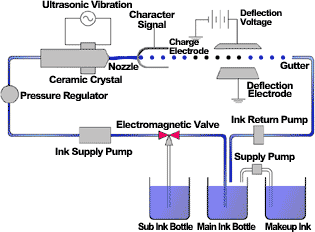 Ultrasonic Vibration
Character
Signal
Deflection
Voltage
Charge
Electrode
Nozzle
Gutter
Ceramic Crystal
Deflection
Electrode
Pressure Regulator
Electromagnetic Valve
Ink Return Pump
Ink Supply Pump
Supply Pump
Sub Ink Bottle
Main Ink Bottle
Makeup Ink